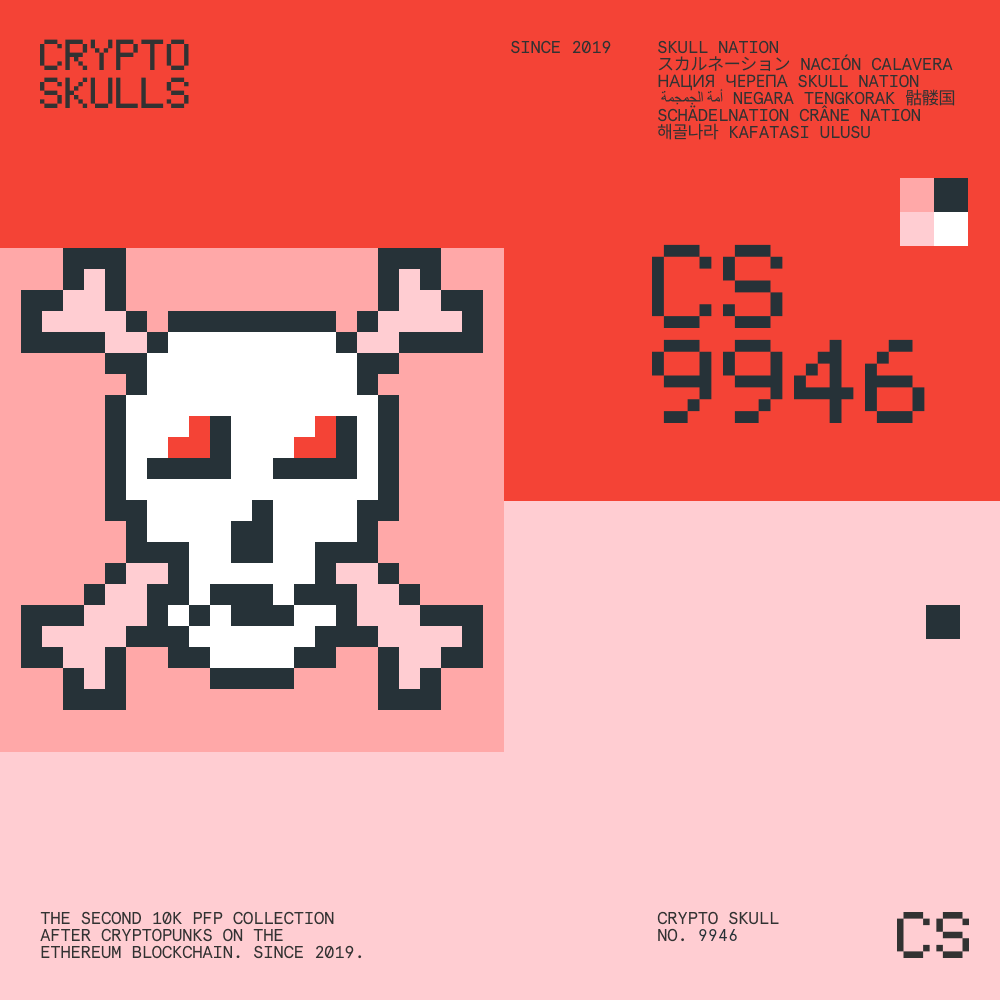 CRYPTO
SKULLS
SINCE 2019
SKULL NATION
スカルネーション NACIÓN CALAVERA
НАЦИЯ ЧЕРЕПА SKULL NATION
أمة الجمجمة NEGARA TENGKORAK 骷髅国
SCHÄDELNATION CRÂNE NATION
해골나라 KAFATASI ULUSU
CS
9946
THE SECOND 10K PFP COLLECTION
AFTER CRYPTOPUNKS ON THE
ETHEREUM BLOCKCHAIN. SINCE 2019.
CRYPTO SKULL
NO. 9946
CS